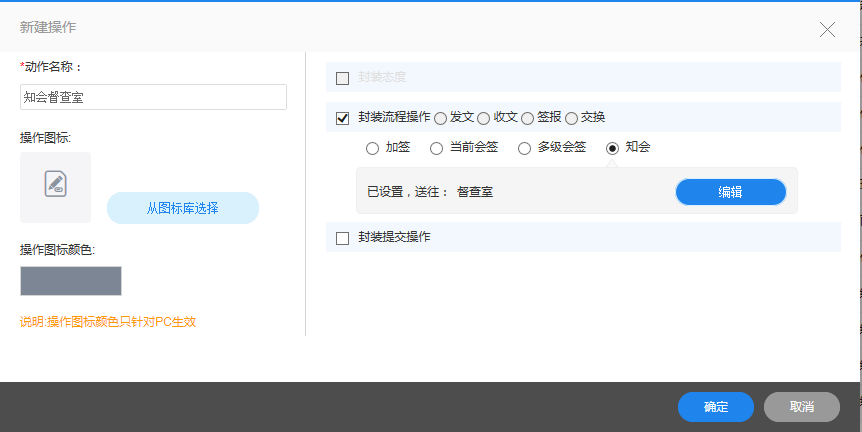 新建操作
*动作名称：
知会督查室
操作图标:
从图标库选择
操作图标颜色:
说明:操作图标颜色只针对PC生效
封装态度
封装流程操作 发文 收文 签报 交换
加签 当前会签 多级会签 知会
已设置，送往： 督查室 编辑
封装提交操作
确定 取消